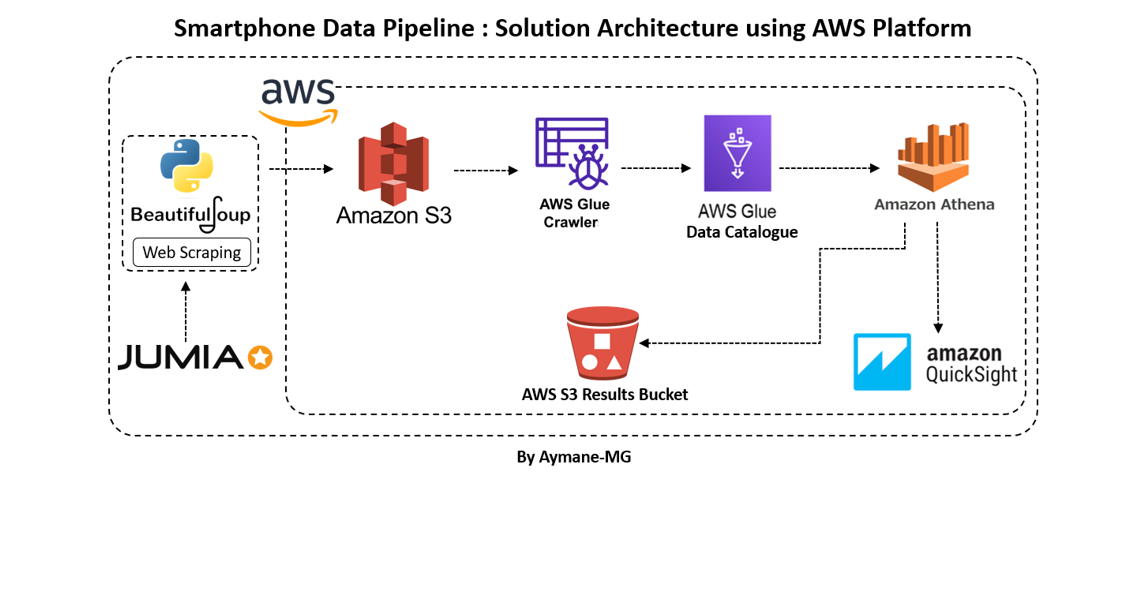 Smartphone Data Pipeline : Solution Architecture using AWS Platform
aws
BeautifulSoup
Web Scraping
JUMIA
Amazon S3
AWS Glue
Crawler
AWS Glue
Data Catalogue
Amazon Athena
AWS S3 Results Bucket
amazon
QuickSight
By Aymane-MG